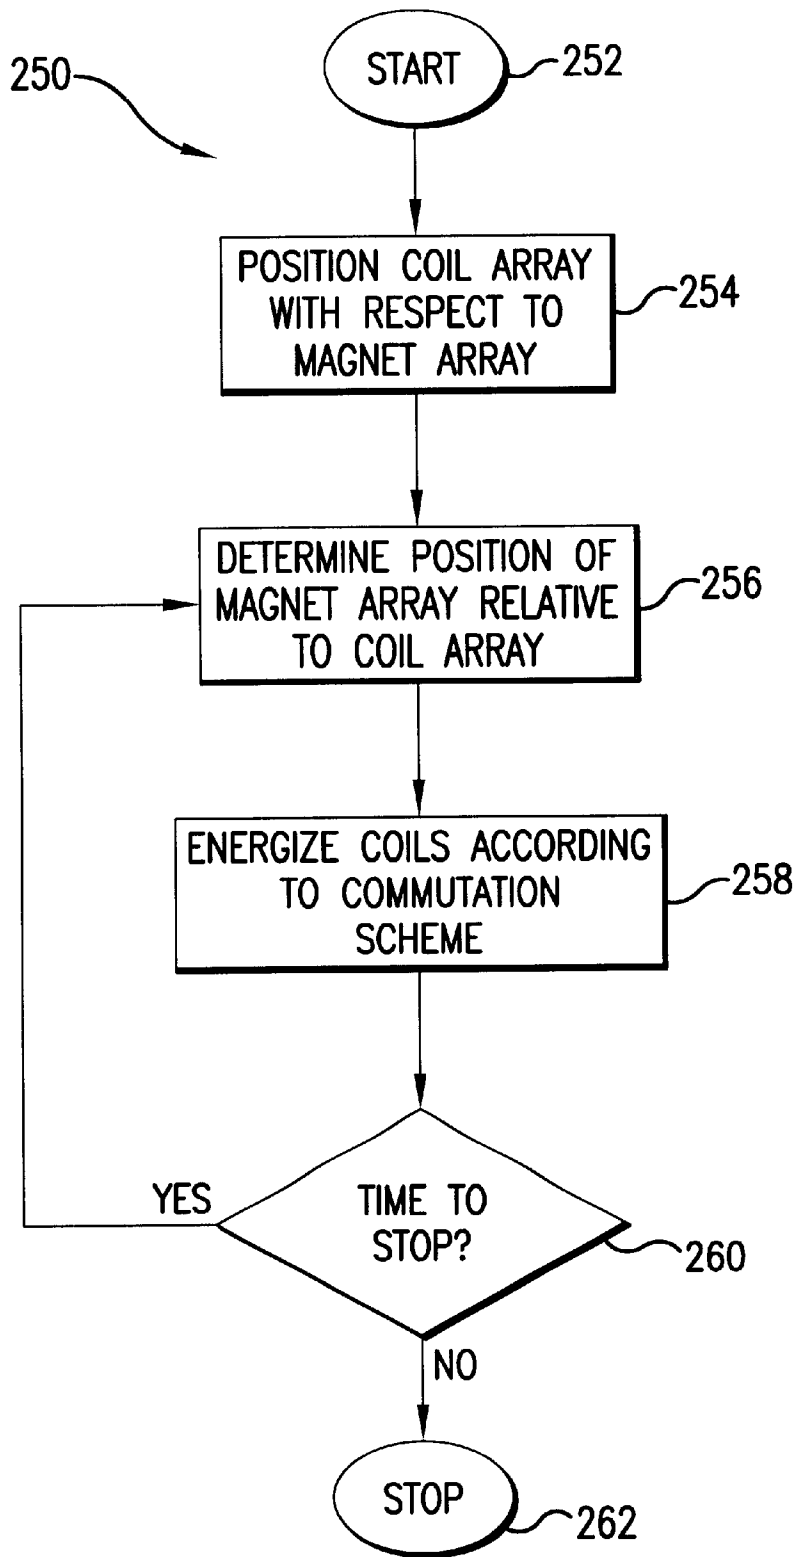 250
START
252
POSITION COIL ARRAY
WITH RESPECT TO
MAGNET ARRAY
254
DETERMINE POSITION OF
MAGNET ARRAY RELATIVE
TO COIL ARRAY
256
ENERGIZE COILS ACCORDING
TO COMMUTATION
SCHEME
258
YES
TIME TO
STOP?
260
NO
STOP
262